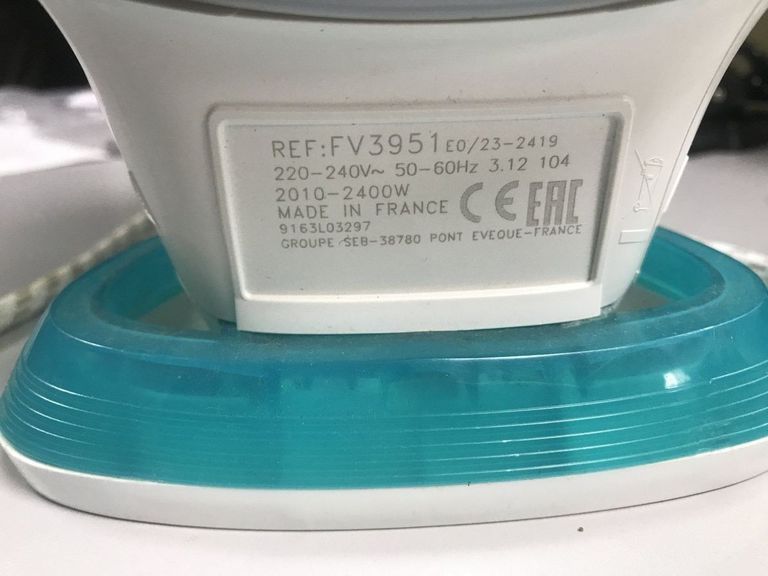 REF:FV3951 E0/23-2419
220-240V~ 50-60Hz 3.12 104
2010-2400W
MADE IN FRANCE CE EAC
9163L03297
GROUPE SEB-38780 PONT EVEQUE-FRANCE